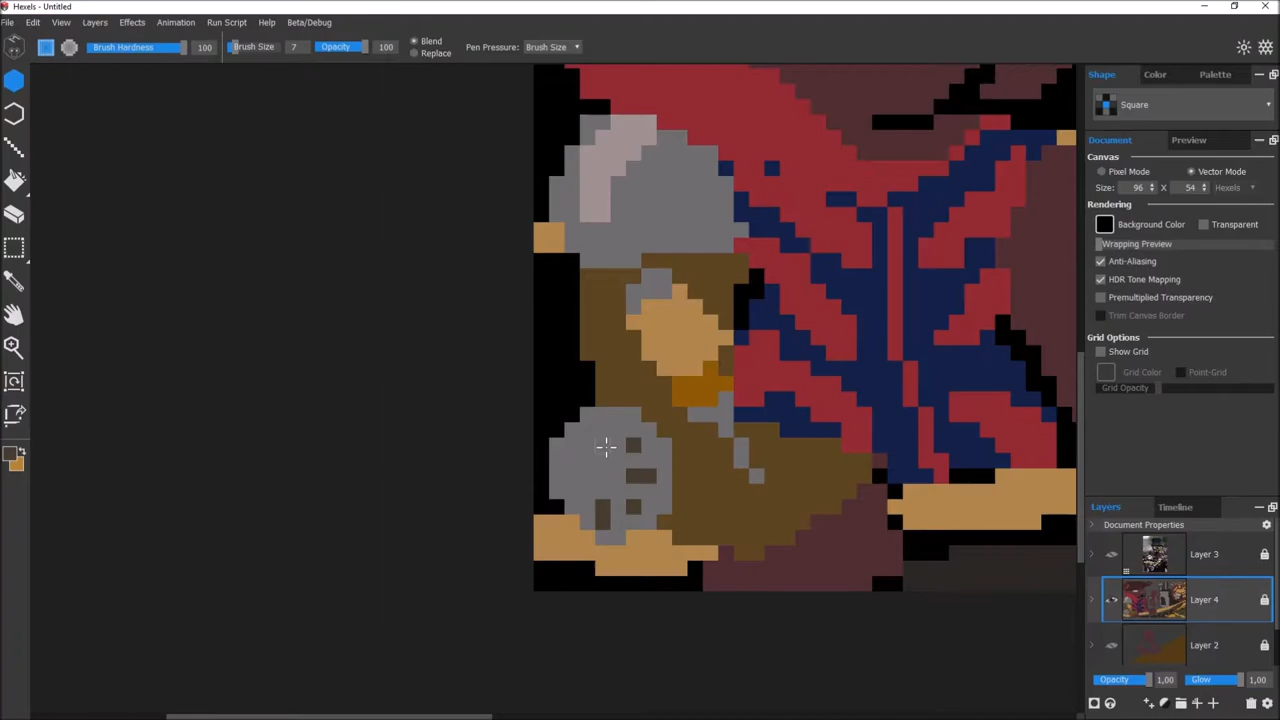 Hexels - Untitled
File Edit View Layers Effects Animation Run Script Help Beta/Debug
Brush Hardness 100 Brush Size 7 Opacity 100 Blend Replace Pen Pressure: Brush Size
Shape Color Palette
Square
Document Preview
Canvas
Pixel Mode Vector Mode
Size: 96 X 54 Hexels
Rendering
Background Color Transparent
Wrapping Preview
Anti-Aliasing
HDR Tone Mapping
Premultiplied Transparency
Trim Canvas Border
Grid Options
Show Grid
Grid Color Point-Grid
Grid Opacity
Layers Timeline
Document Properties
Layer 3
Layer 4
Layer 2
Opacity 1,00 Glow 1,00